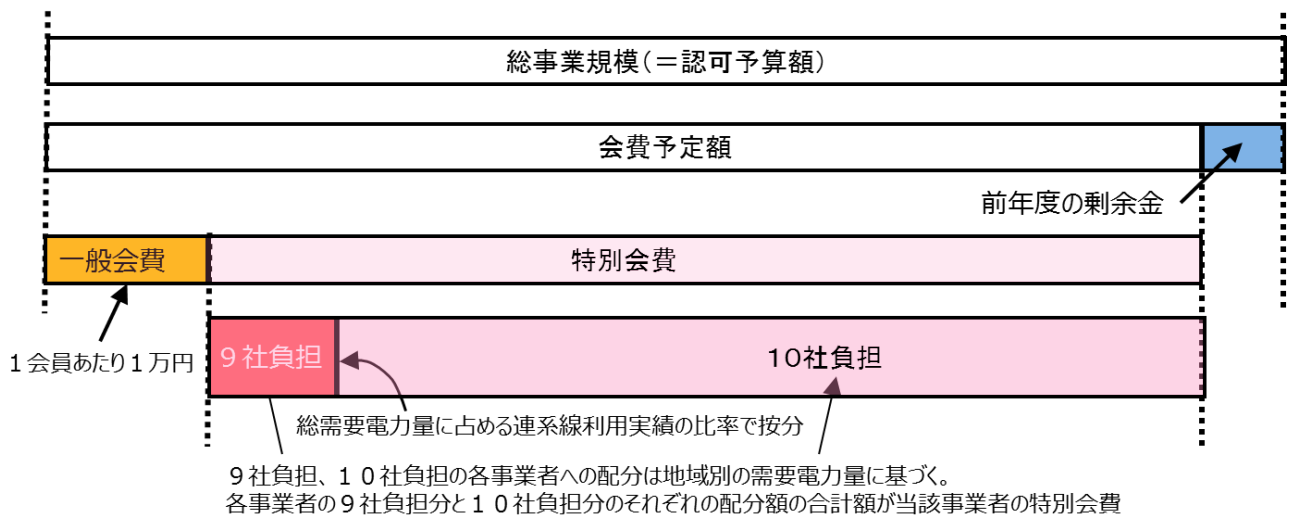 総事業規模(＝認可予算額)
会費予定額
前年度の剰余金
一般会費
特別会費
１会員あたり１万円
９社負担
10社負担
総需要電力量に占める連系線利用実績の比率で按分
９社負担、１０社負担の各事業者への配分は地域別の需要電力量に基づく。
各事業者の９社負担分と１０社負担分のそれぞれの配分額の合計額が当該事業者の特別会費